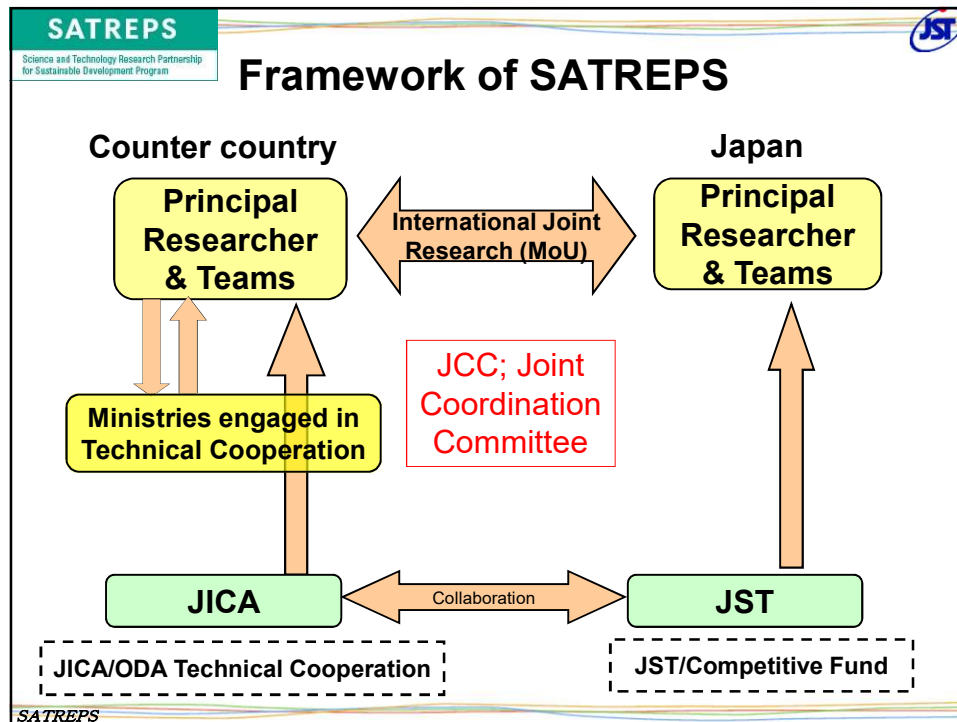 SATREPS
Science and Technology Research Partnership
for Sustainable Development Program
JST
Framework of SATREPS
Counter country
Japan
Principal
Researcher
& Teams
International Joint
Research (MoU)
Principal
Researcher
& Teams
JCC; Joint
Coordination
Committee
Ministries engaged in
Technical Cooperation
JICA
Collaboration
JST
JICA/ODA Technical Cooperation
JST/Competitive Fund
SATREPS